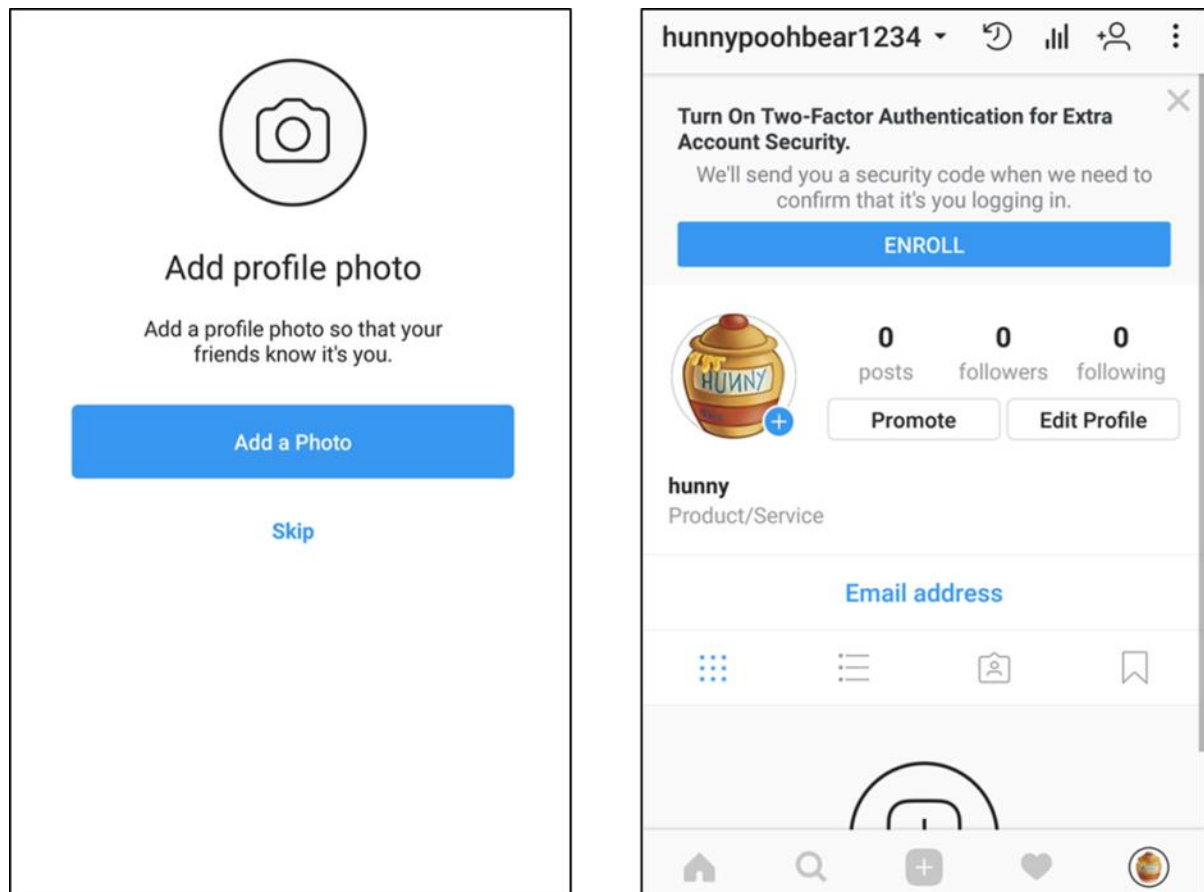 Add profile photo
Add a profile photo so that your
friends know it's you.
Add a Photo
Skip
hunnypoohbear1234
Turn On Two-Factor Authentication for Extra
Account Security.
We'll send you a security code when we need to
confirm that it's you logging in.
ENROLL
HUNNY
0 0 0
posts followers following
Promote Edit Profile
hunny
Product/Service
Email address